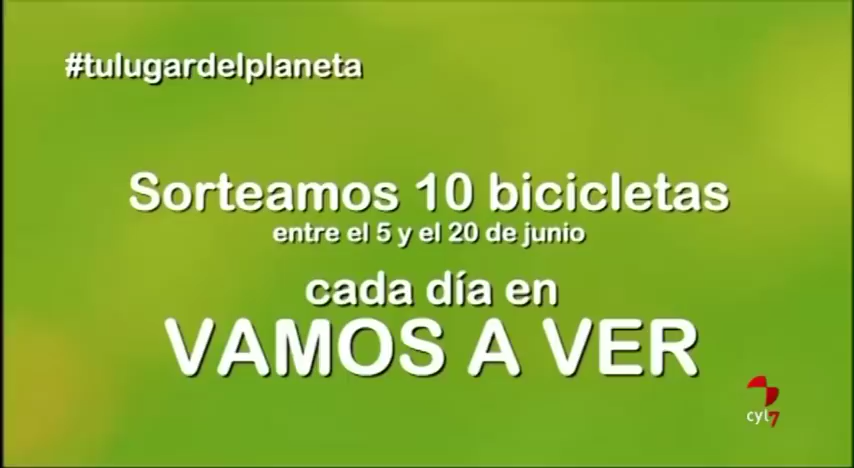 #tulugardelplaneta
Sorteamos 10 bicicletas
entre el 5 y el 20 de junio
cada día en
VAMOS A VER
cyl7